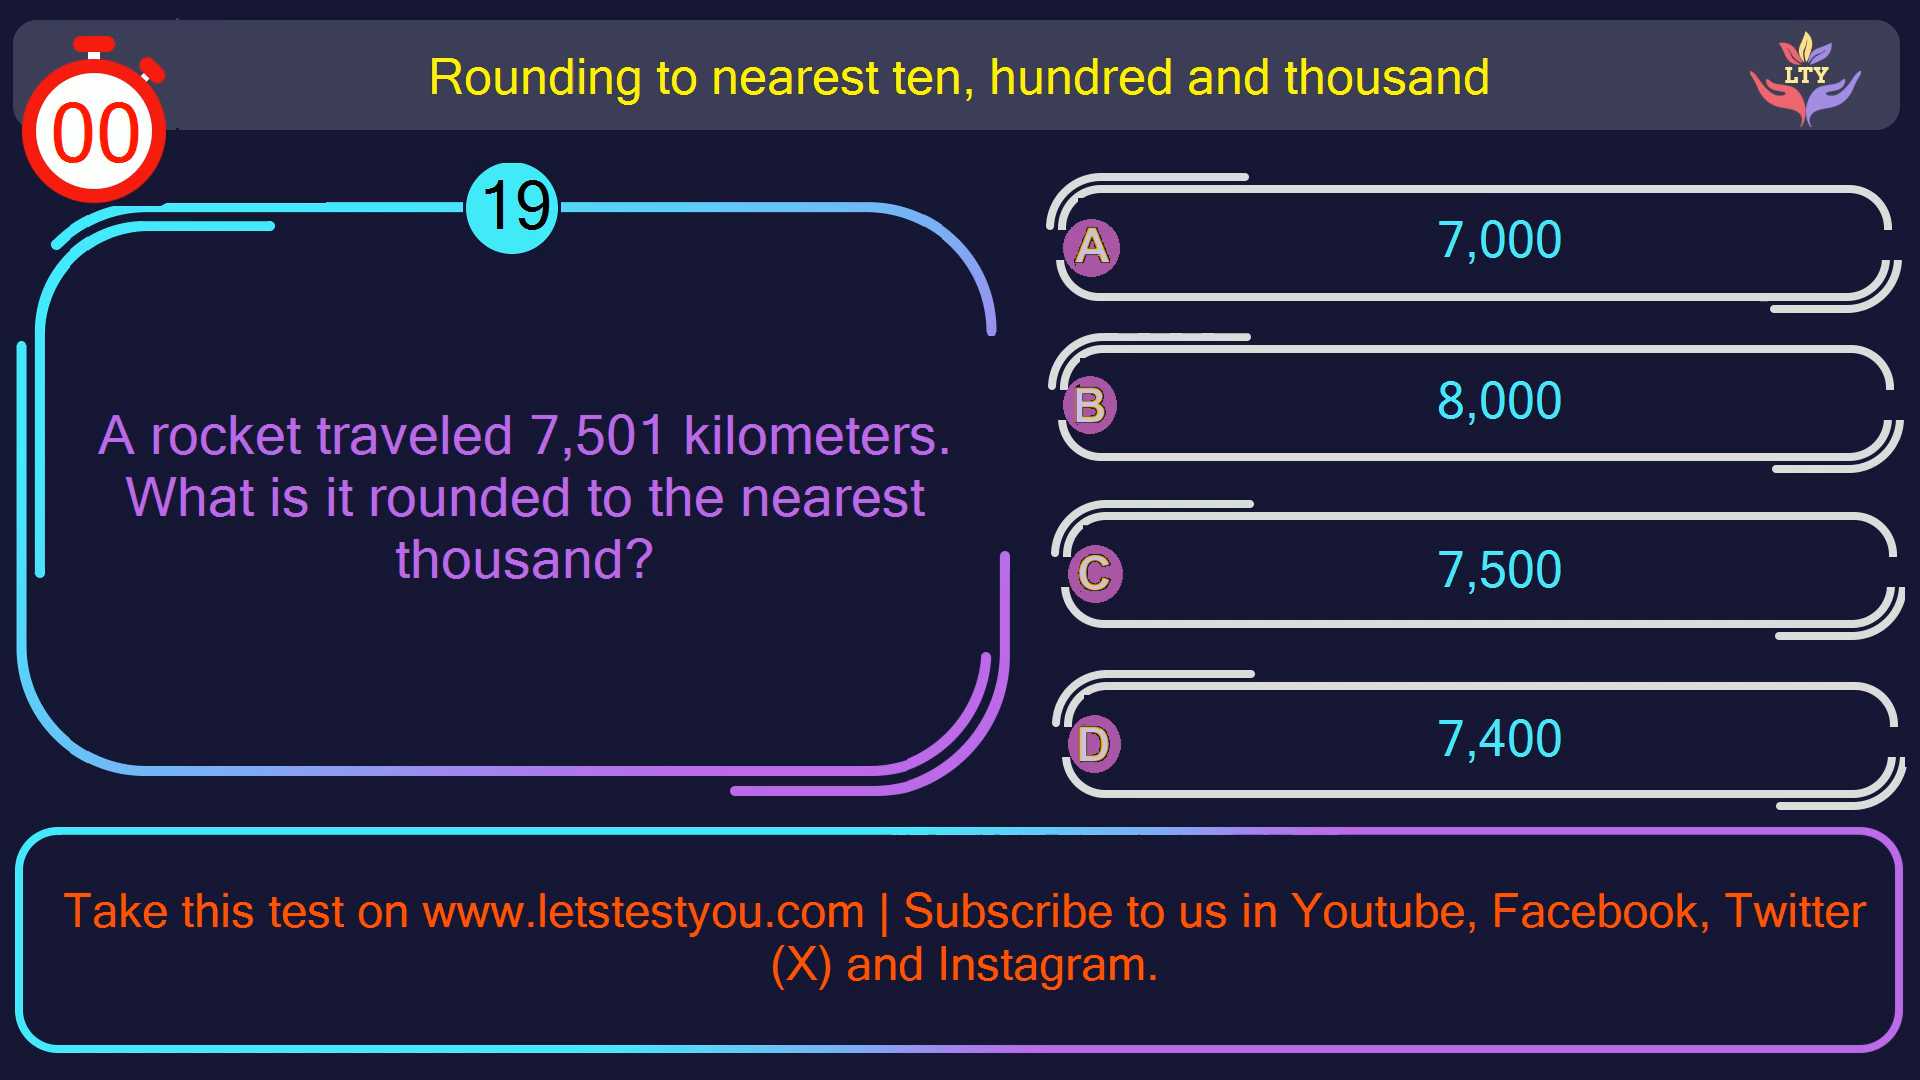 Rounding to nearest ten, hundred and thousand
LTY
00
19
A rocket traveled 7,501 kilometers.
What is it rounded to the nearest
thousand?
A
7,000
B
8,000
C
7,500
D
7,400
Take this test on www.letstestyou.com | Subscribe to us in Youtube, Facebook, Twitter
(X) and Instagram.